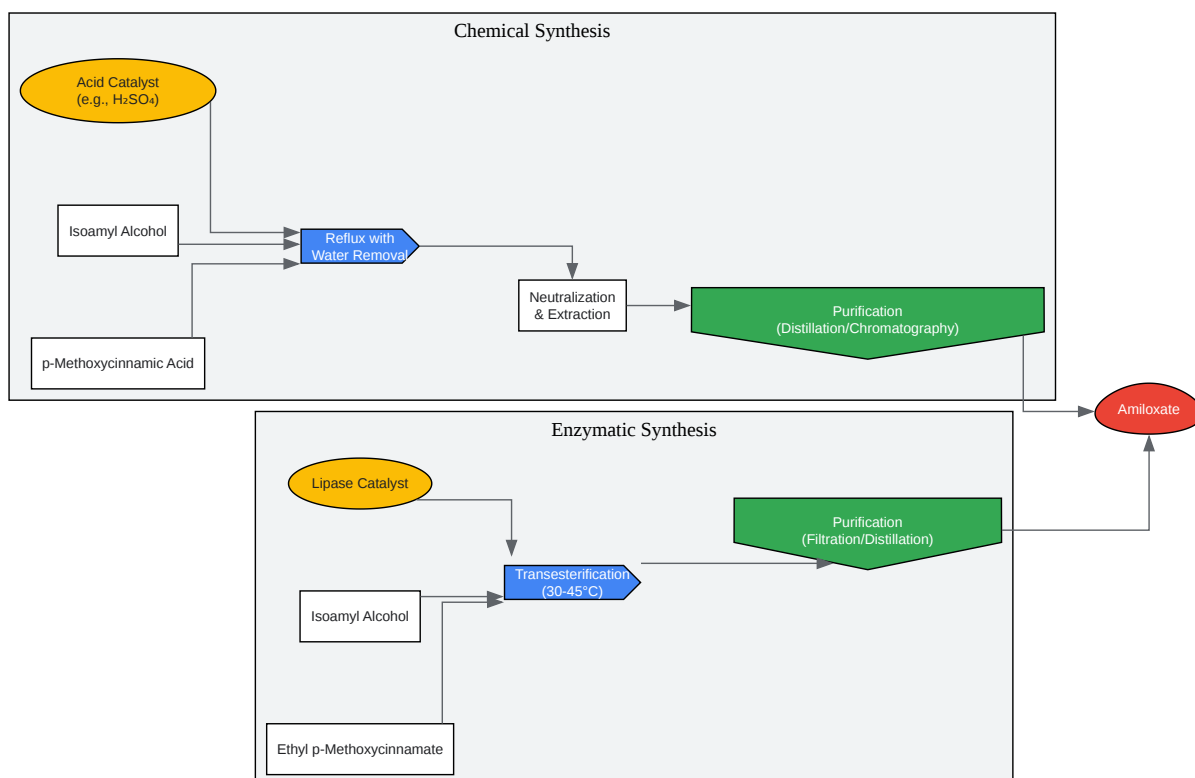 Chemical Synthesis
Acid Catalyst
(e.g., H₂SO₄)
Isoamyl Alcohol
Reflux with
Water Removal
p-Methoxycinnamic Acid
Neutralization
& Extraction
Purification
(Distillation/Chromatography)
Amiloxate
Enzymatic Synthesis
Lipase Catalyst
Purification
(Filtration/Distillation)
Transesterification
(30-45°C)
Isoamyl Alcohol
Ethyl p-Methoxycinnamate